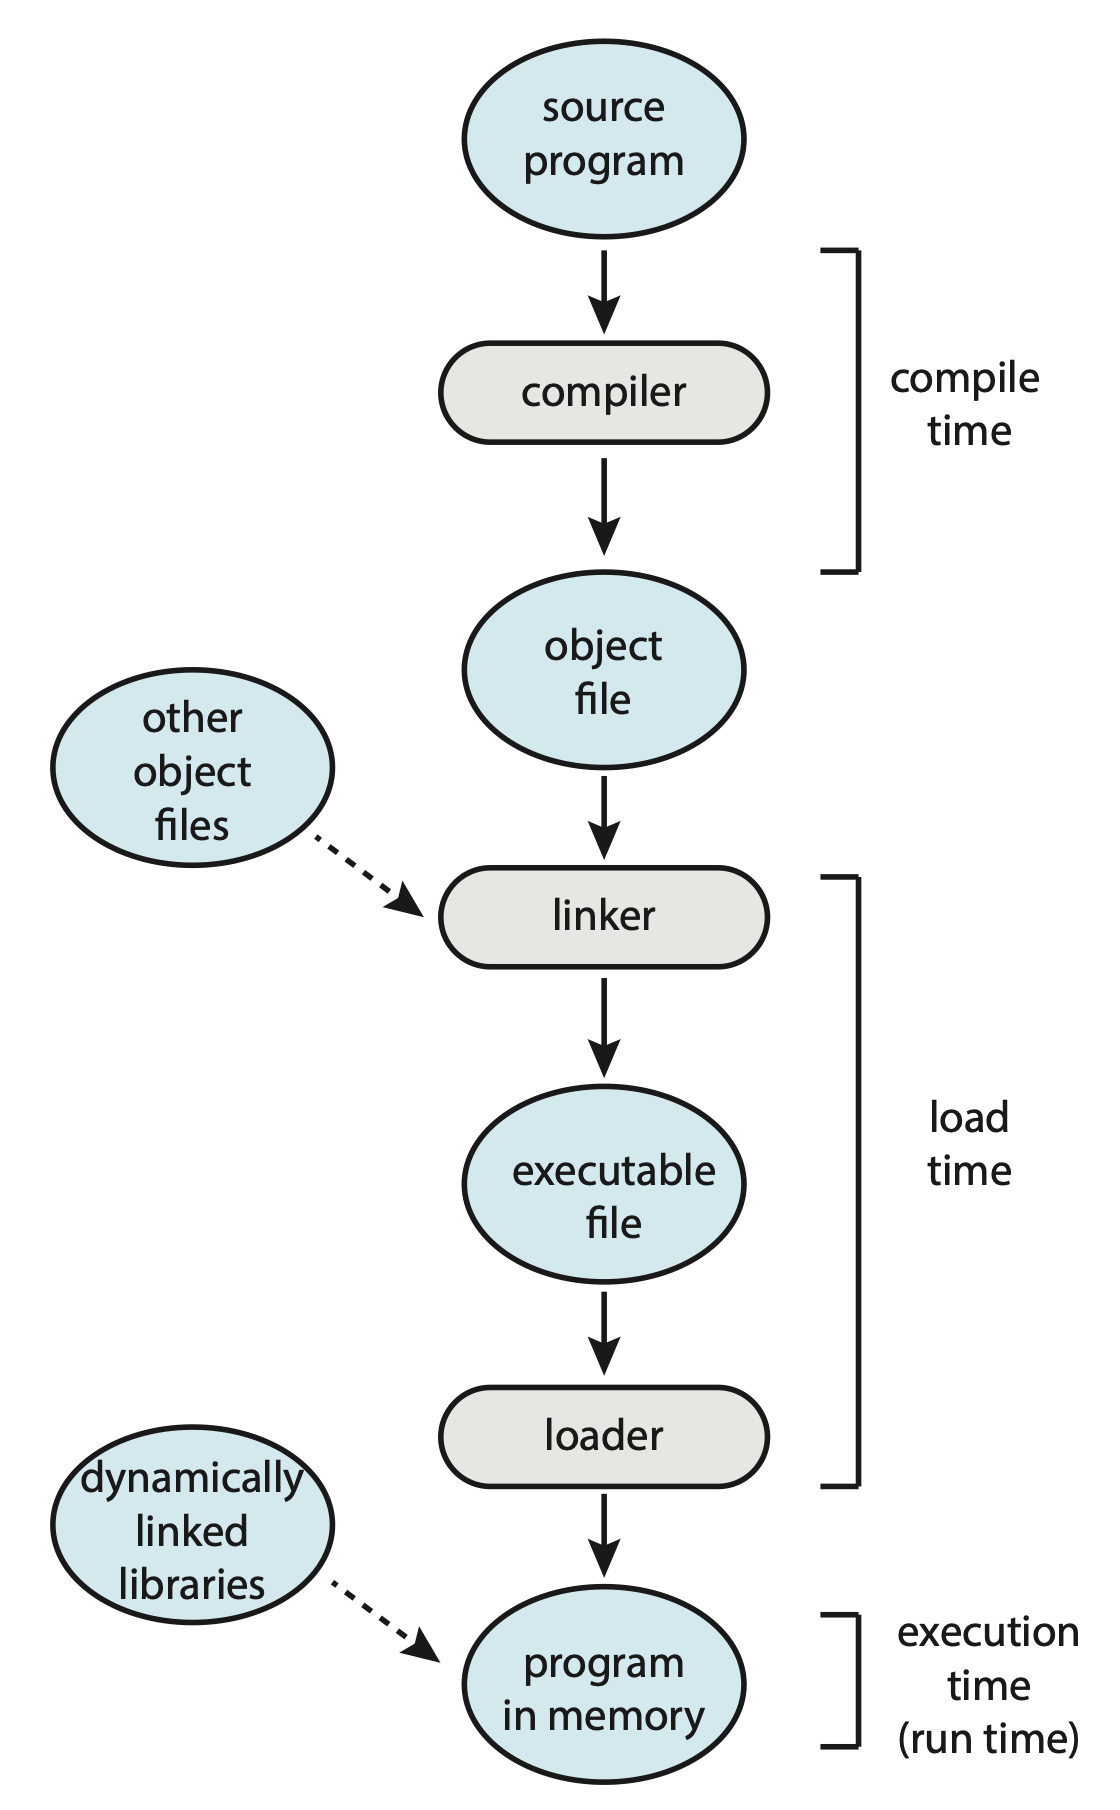 source
program
compiler
compile
time
object
file
other
object
files
linker
executable
file
load
time
loader
dynamically
linked
libraries
program
in memory
execution
time
(run time)